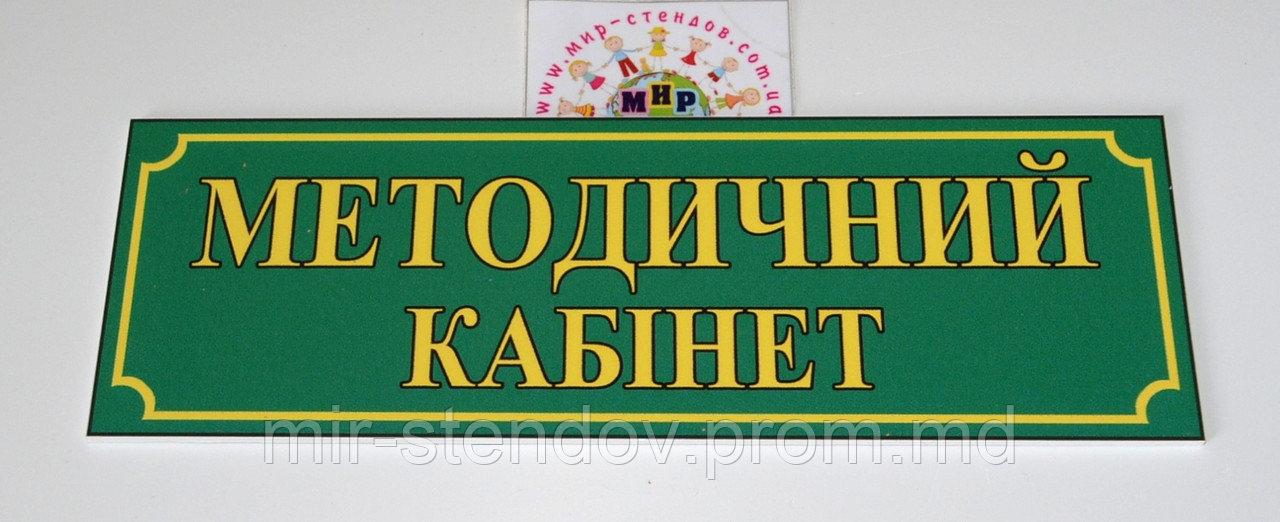 www.мир-стендов.com.ua
МИР
МЕТОДИЧНИЙ
КАБІНЕТ
mir-stendov.prom.md